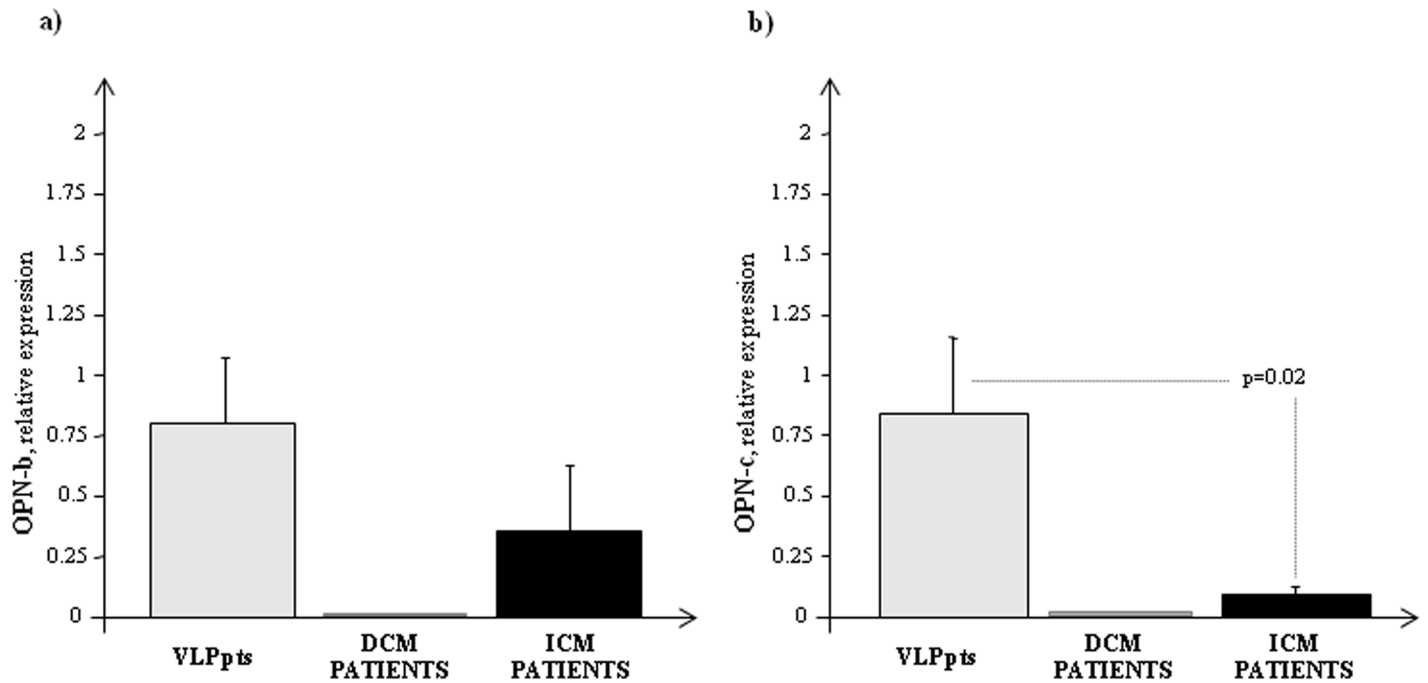 a)
OPN-b, relative expression
2
1.75
1.5
1.25
1
0.75
0.5
0.25
0
VLPpts
DCM
PATIENTS
ICM
PATIENTS
b)
OPN-c, relative expression
2
1.75
1.5
1.25
1
0.75
0.5
0.25
0
p=0.02
VLPpts
DCM
PATIENTS
ICM
PATIENTS